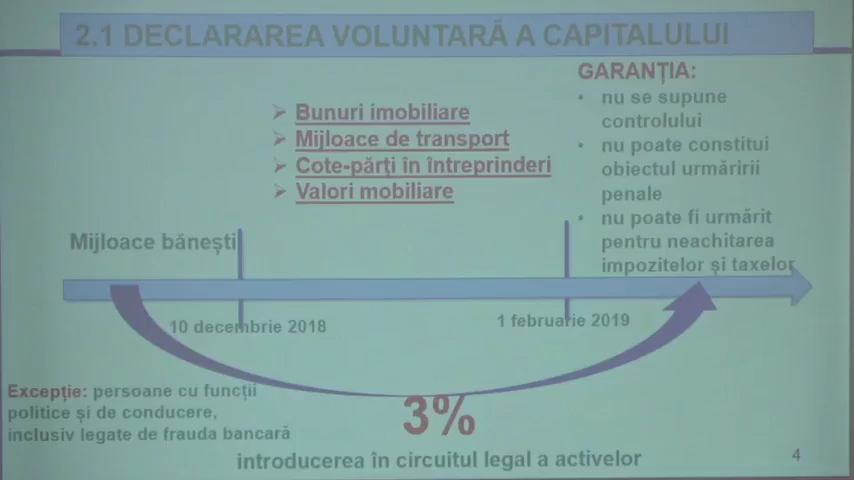 2.1 DECLARAREA VOLUNTARĂ A CAPITALULUI
GARANȚIA:
• nu se supune
controlului
• nu poate constitui
obiectul urmăririi
penale
• nu poate fi urmărit
pentru neachitarea
impozitelor și taxelor
➢ Bunuri imobiliare
➢ Mijloace de transport
➢ Cote-părţi în întreprinderi
➢ Valori mobiliare
Mijloace bănești
10 decembrie 2018
1 februarie 2019
Excepție: persoane cu funcții
politice și de conducere,
inclusiv legate de frauda bancară
3%
introducerea în circuitul legal a activelor
4